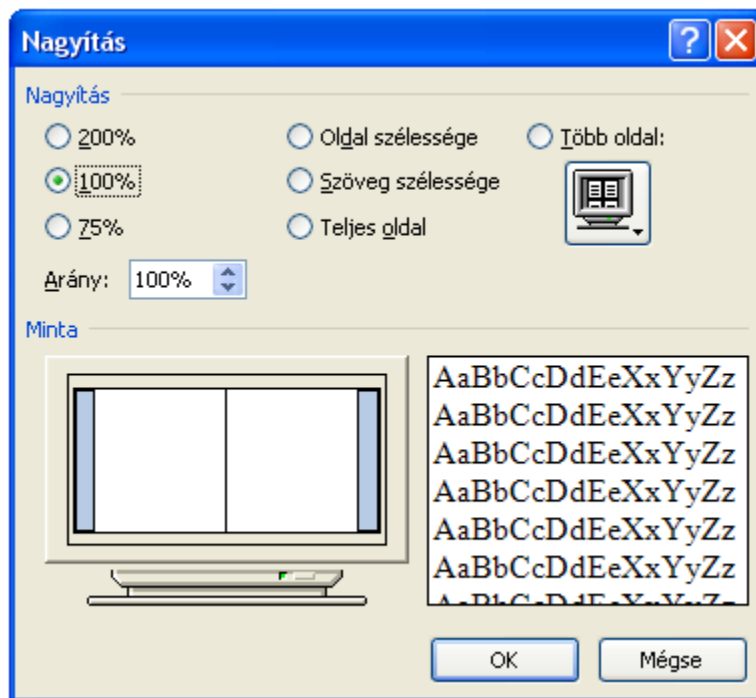 Nagyítás
Nagyítás
200% Oldal szélessége Több oldal:
100% Szöveg szélessége
75% Teljes oldal
Arány: 100%
Minta
AaBbCcDdEeXxYyZz
AaBbCcDdEeXxYyZz
AaBbCcDdEeXxYyZz
AaBbCcDdEeXxYyZz
AaBbCcDdEeXxYyZz
AaBbCcDdEeXxYyZz
AaBbCcDdEeXxYyZz
OK Mégse